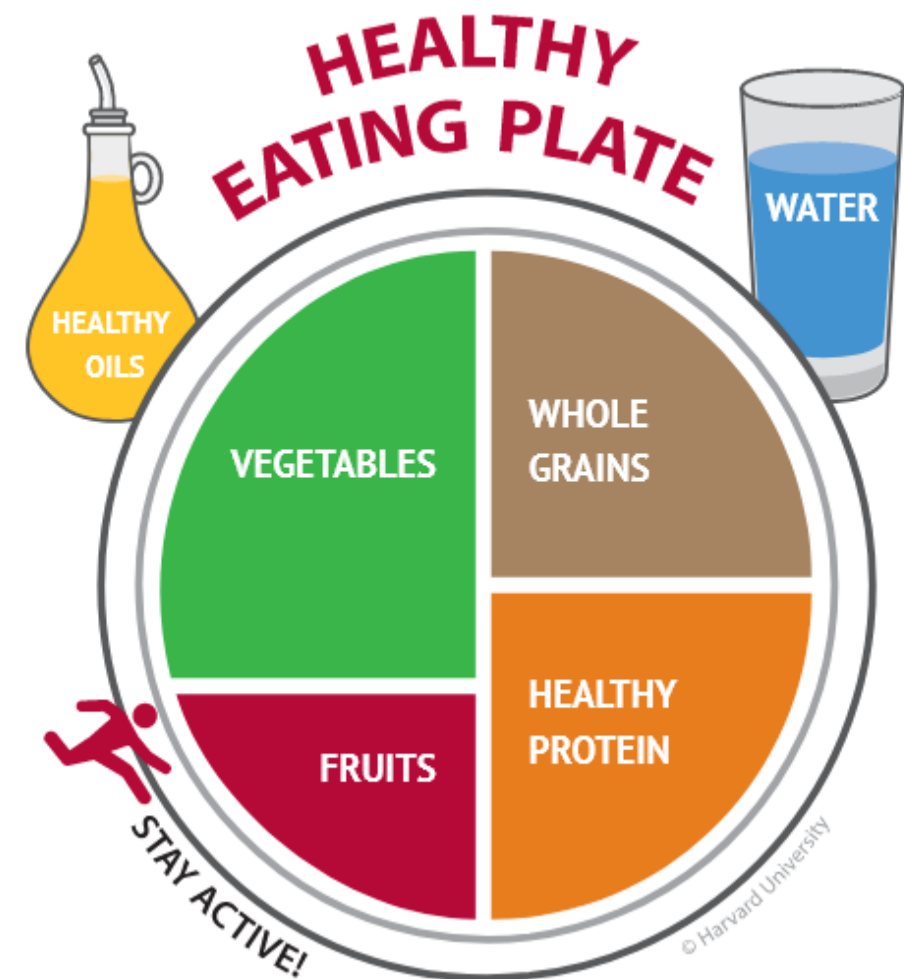 HEALTHY
EATING PLATE
HEALTHY
OILS
WATER
VEGETABLES
WHOLE
GRAINS
FRUITS
HEALTHY
PROTEIN
STAY ACTIVE!
© Harvard University